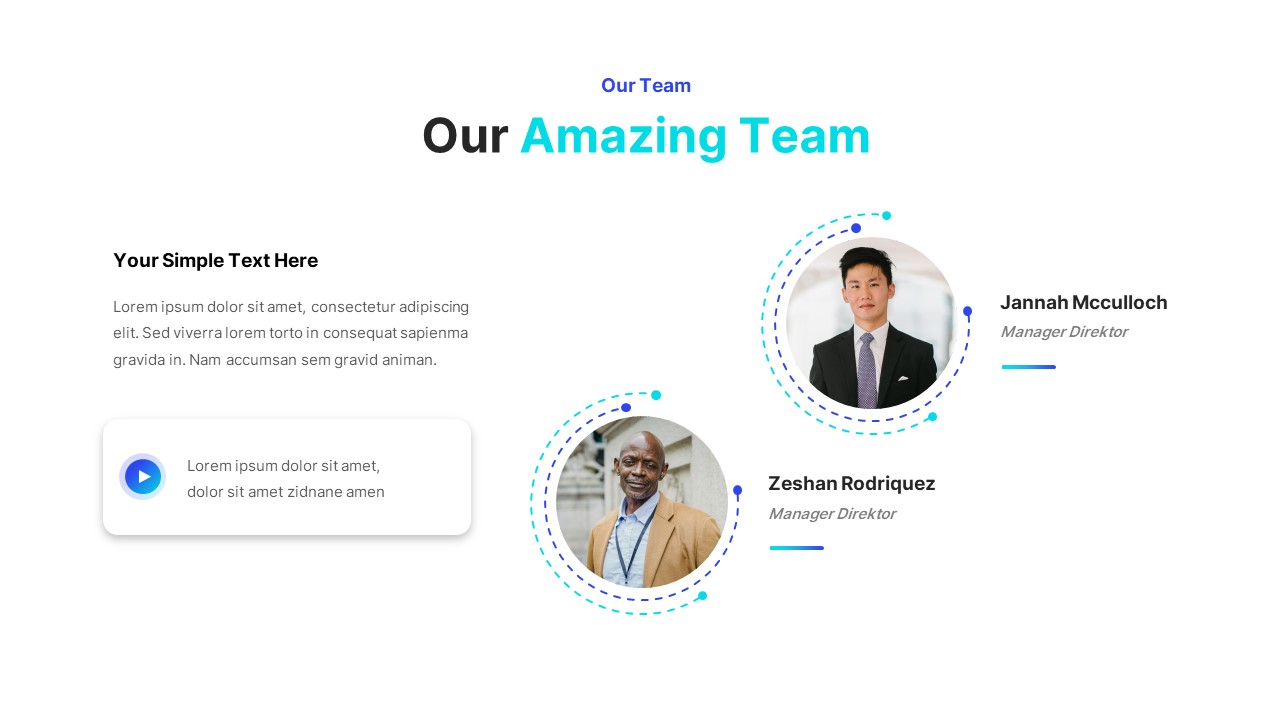 Our Team
Our Amazing Team
Your Simple Text Here
Lorem ipsum dolor sit amet, consectetur adipiscing
elit. Sed viverra lorem torto in consequat sapienma
gravida in. Nam accumsan sem gravid animan.
Lorem ipsum dolor sit amet,
dolor sit amet zidnane amen
Jannah Mcculloch
Manager Direktor
Zeshan Rodriquez
Manager Direktor